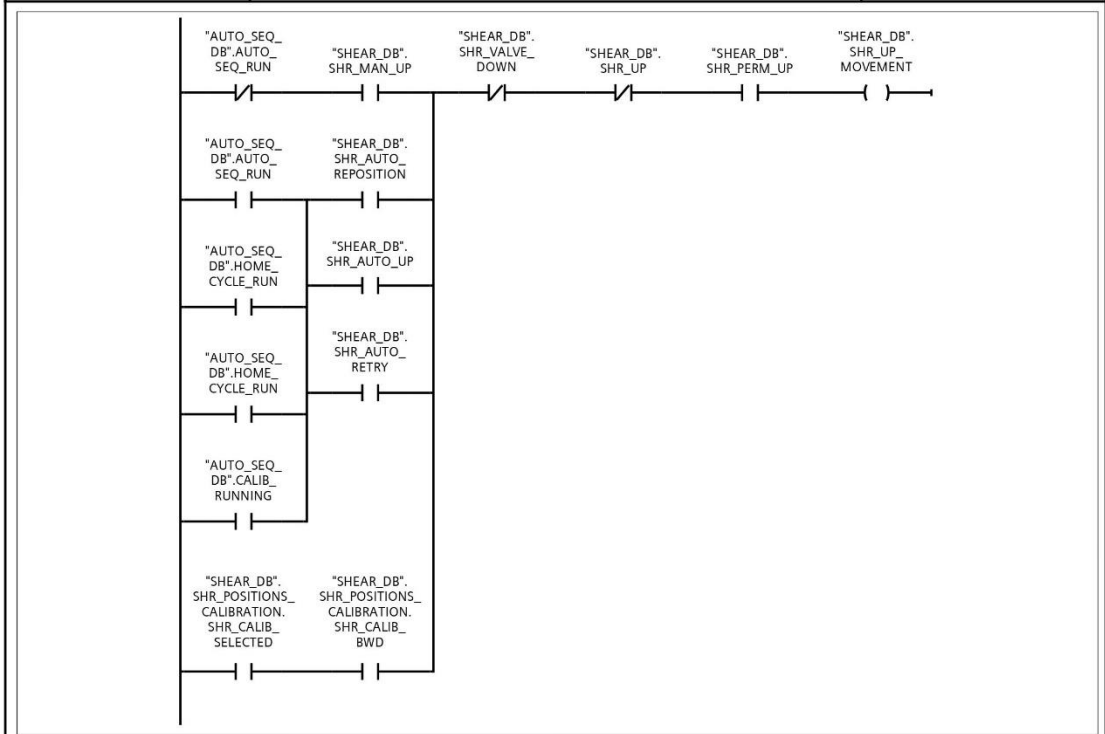 "AUTO_SEQ_
DB".AUTO_
SEQ_RUN
"SHEAR_DB".
SHR_MAN_UP
"SHEAR_DB".
SHR_VALVE_
DOWN
"SHEAR_DB".
SHR_UP
"SHEAR_DB".
SHR_PERM_UP
"SHEAR_DB".
SHR_UP_
MOVEMENT
"AUTO_SEQ_
DB".AUTO_
SEQ_RUN
"SHEAR_DB".
SHR_AUTO_
REPOSITION
"AUTO_SEQ_
DB".HOME_
CYCLE_RUN
"SHEAR_DB".
SHR_AUTO_UP
"AUTO_SEQ_
DB".HOME_
CYCLE_RUN
"SHEAR_DB".
SHR_AUTO_
RETRY
"AUTO_SEQ_
DB".CALIB_
RUNNING
"SHEAR_DB".
SHR_POSITIONS_
CALIBRATION.
SHR_CALIB_
SELECTED
"SHEAR_DB".
SHR_POSITIONS_
CALIBRATION.
SHR_CALIB_
BWD